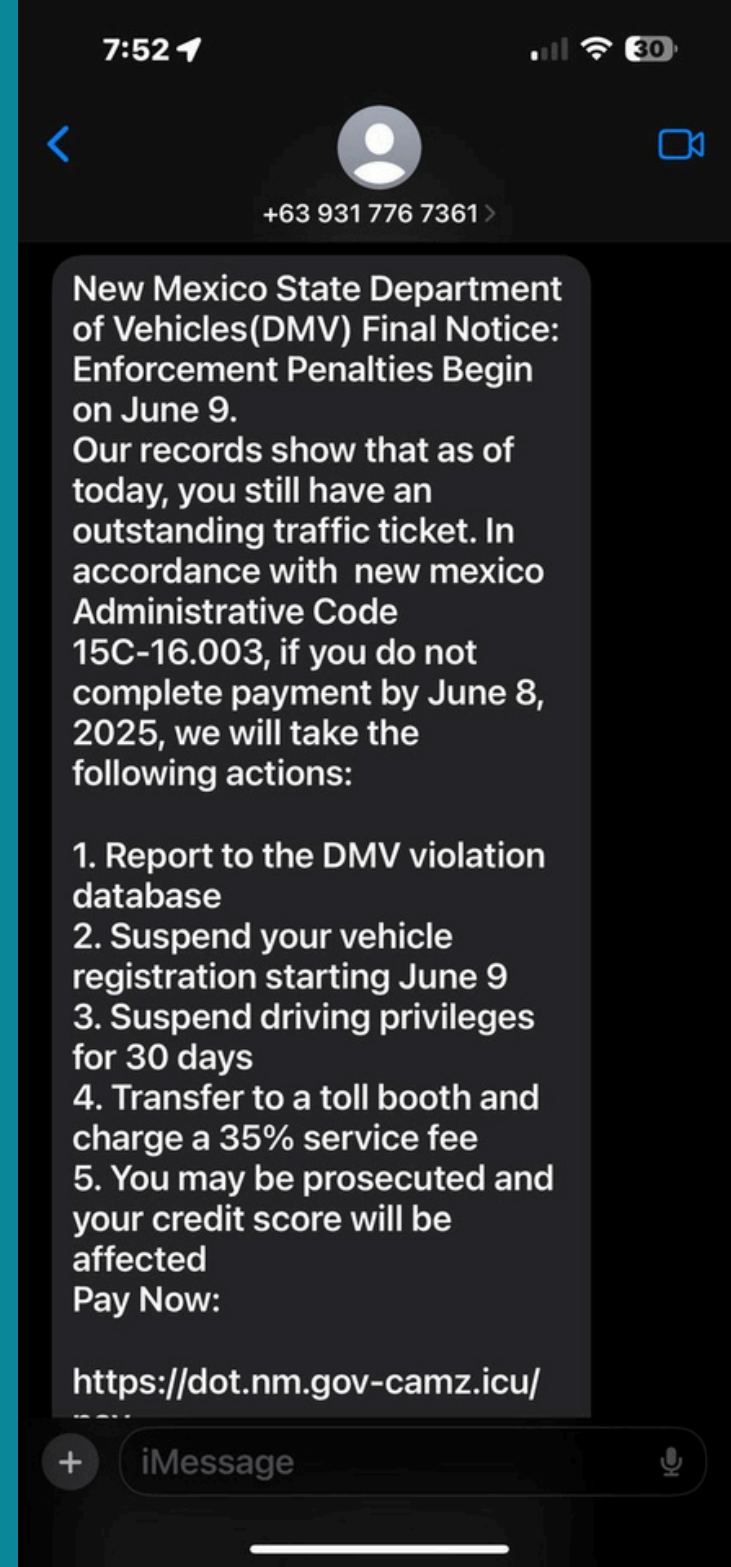 7:52
30
+63 931 776 7361
New Mexico State Department
of Vehicles(DMV) Final Notice:
Enforcement Penalties Begin
on June 9.
Our records show that as of
today, you still have an
outstanding traffic ticket. In
accordance with  new mexico
Administrative Code
15C-16.003, if you do not
complete payment by June 8,
2025, we will take the
following actions:
1. Report to the DMV violation
database
2. Suspend your vehicle
registration starting June 9
3. Suspend driving privileges
for 30 days
4. Transfer to a toll booth and
charge a 35% service fee
5. You may be prosecuted and
your credit score will be
affected
Pay Now:
https://dot.nm.gov-camz.icu/
iMessage